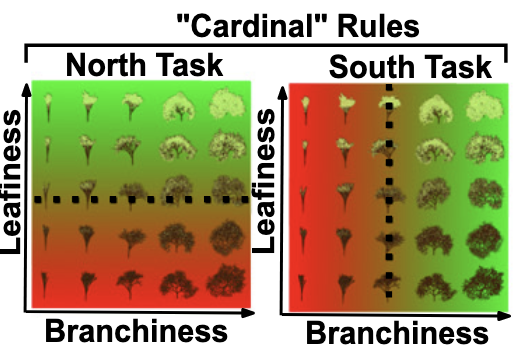 "Cardinal" Rules
North Task
South Task
Leafiness
Leafiness
Branchiness
Branchiness